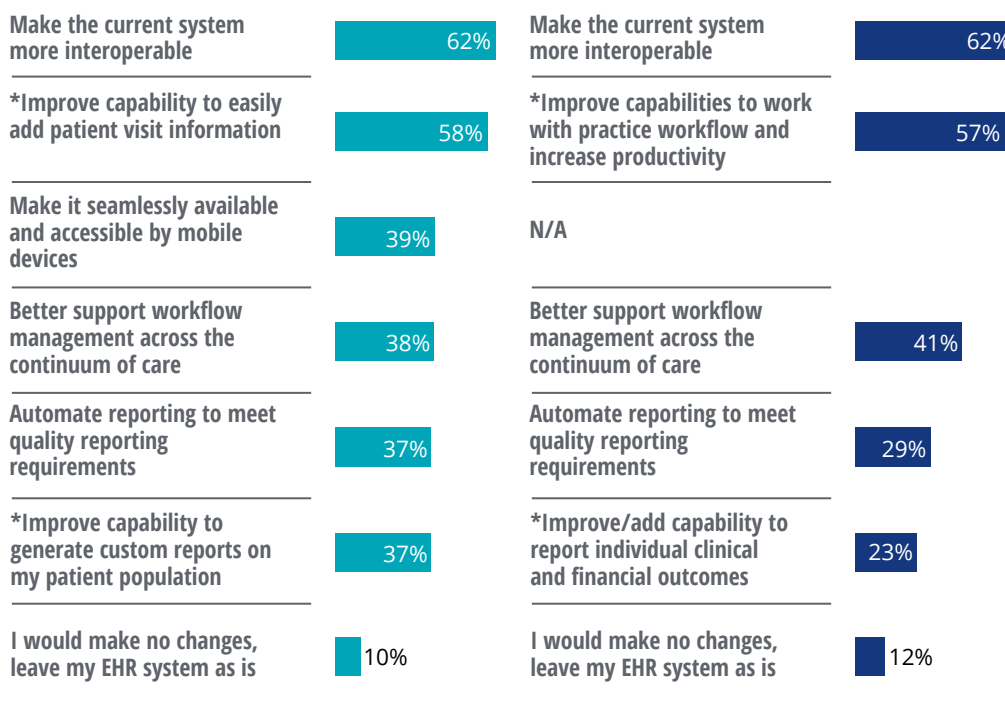 Make the current system
more interoperable
62%
*Improve capability to easily
add patient visit information
58%
Make it seamlessly available
and accessible by mobile
devices
39%
Better support workflow
management across the
continuum of care
38%
Automate reporting to meet
quality reporting
requirements
37%
*Improve capability to
generate custom reports on
my patient population
37%
I would make no changes,
leave my EHR system as is
10%
Make the current system
more interoperable
62%
*Improve capabilities to work
with practice workflow and
increase productivity
57%
N/A
Better support workflow
management across the
continuum of care
41%
Automate reporting to meet
quality reporting
requirements
29%
*Improve/add capability to
report individual clinical
and financial outcomes
23%
I would make no changes,
leave my EHR system as is
12%